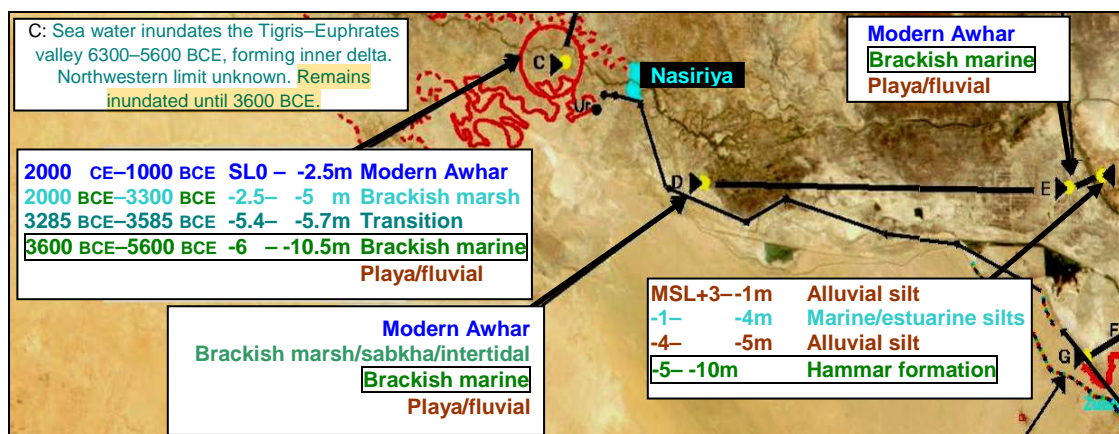 C: Sea water inundates the Tigris–Euphrates
valley 6300–5600 BCE, forming inner delta.
Northwestern limit unknown. Remains
inundated until 3600 BCE.
C
Nasiriya
Ur
Modern Awhar
Brackish marine
Playa/fluvial
2000 CE–1000 BCE SL0 – -2.5m Modern Awhar
2000 BCE–3300 BCE -2.5– -5 m Brackish marsh
3285 BCE–3585 BCE -5.4– -5.7m Transition
3600 BCE–5600 BCE -6 – -10.5m Brackish marine
Playa/fluvial
D
E
Modern Awhar
Brackish marsh/sabkha/intertidal
Brackish marine
Playa/fluvial
MSL+3–-1m Alluvial silt
-1– -4m Marine/estuarine silts
-4– -5m Alluvial silt
-5– -10m Hammar formation
G
F